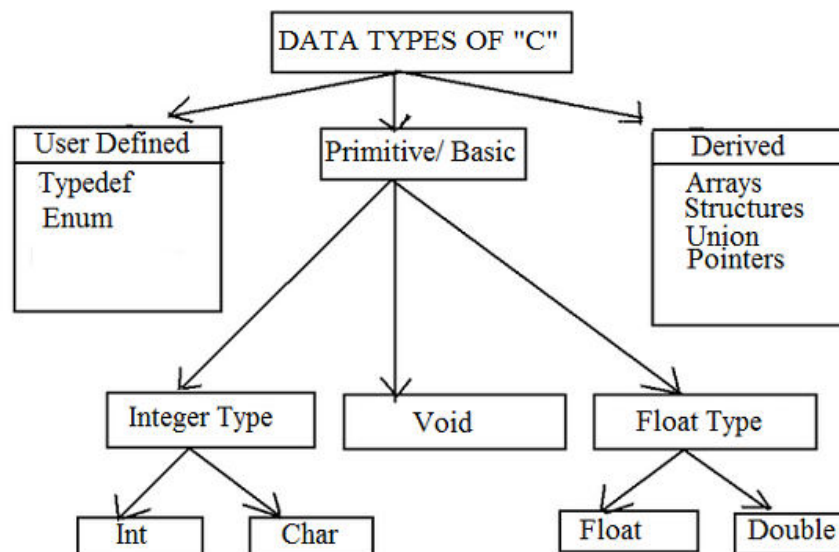 DATA TYPES OF "C"
User Defined
Typedef
Enum
Primitive/ Basic
Derived
Arrays
Structures
Union
Pointers
Integer Type
Void
Float Type
Int
Char
Float
Double